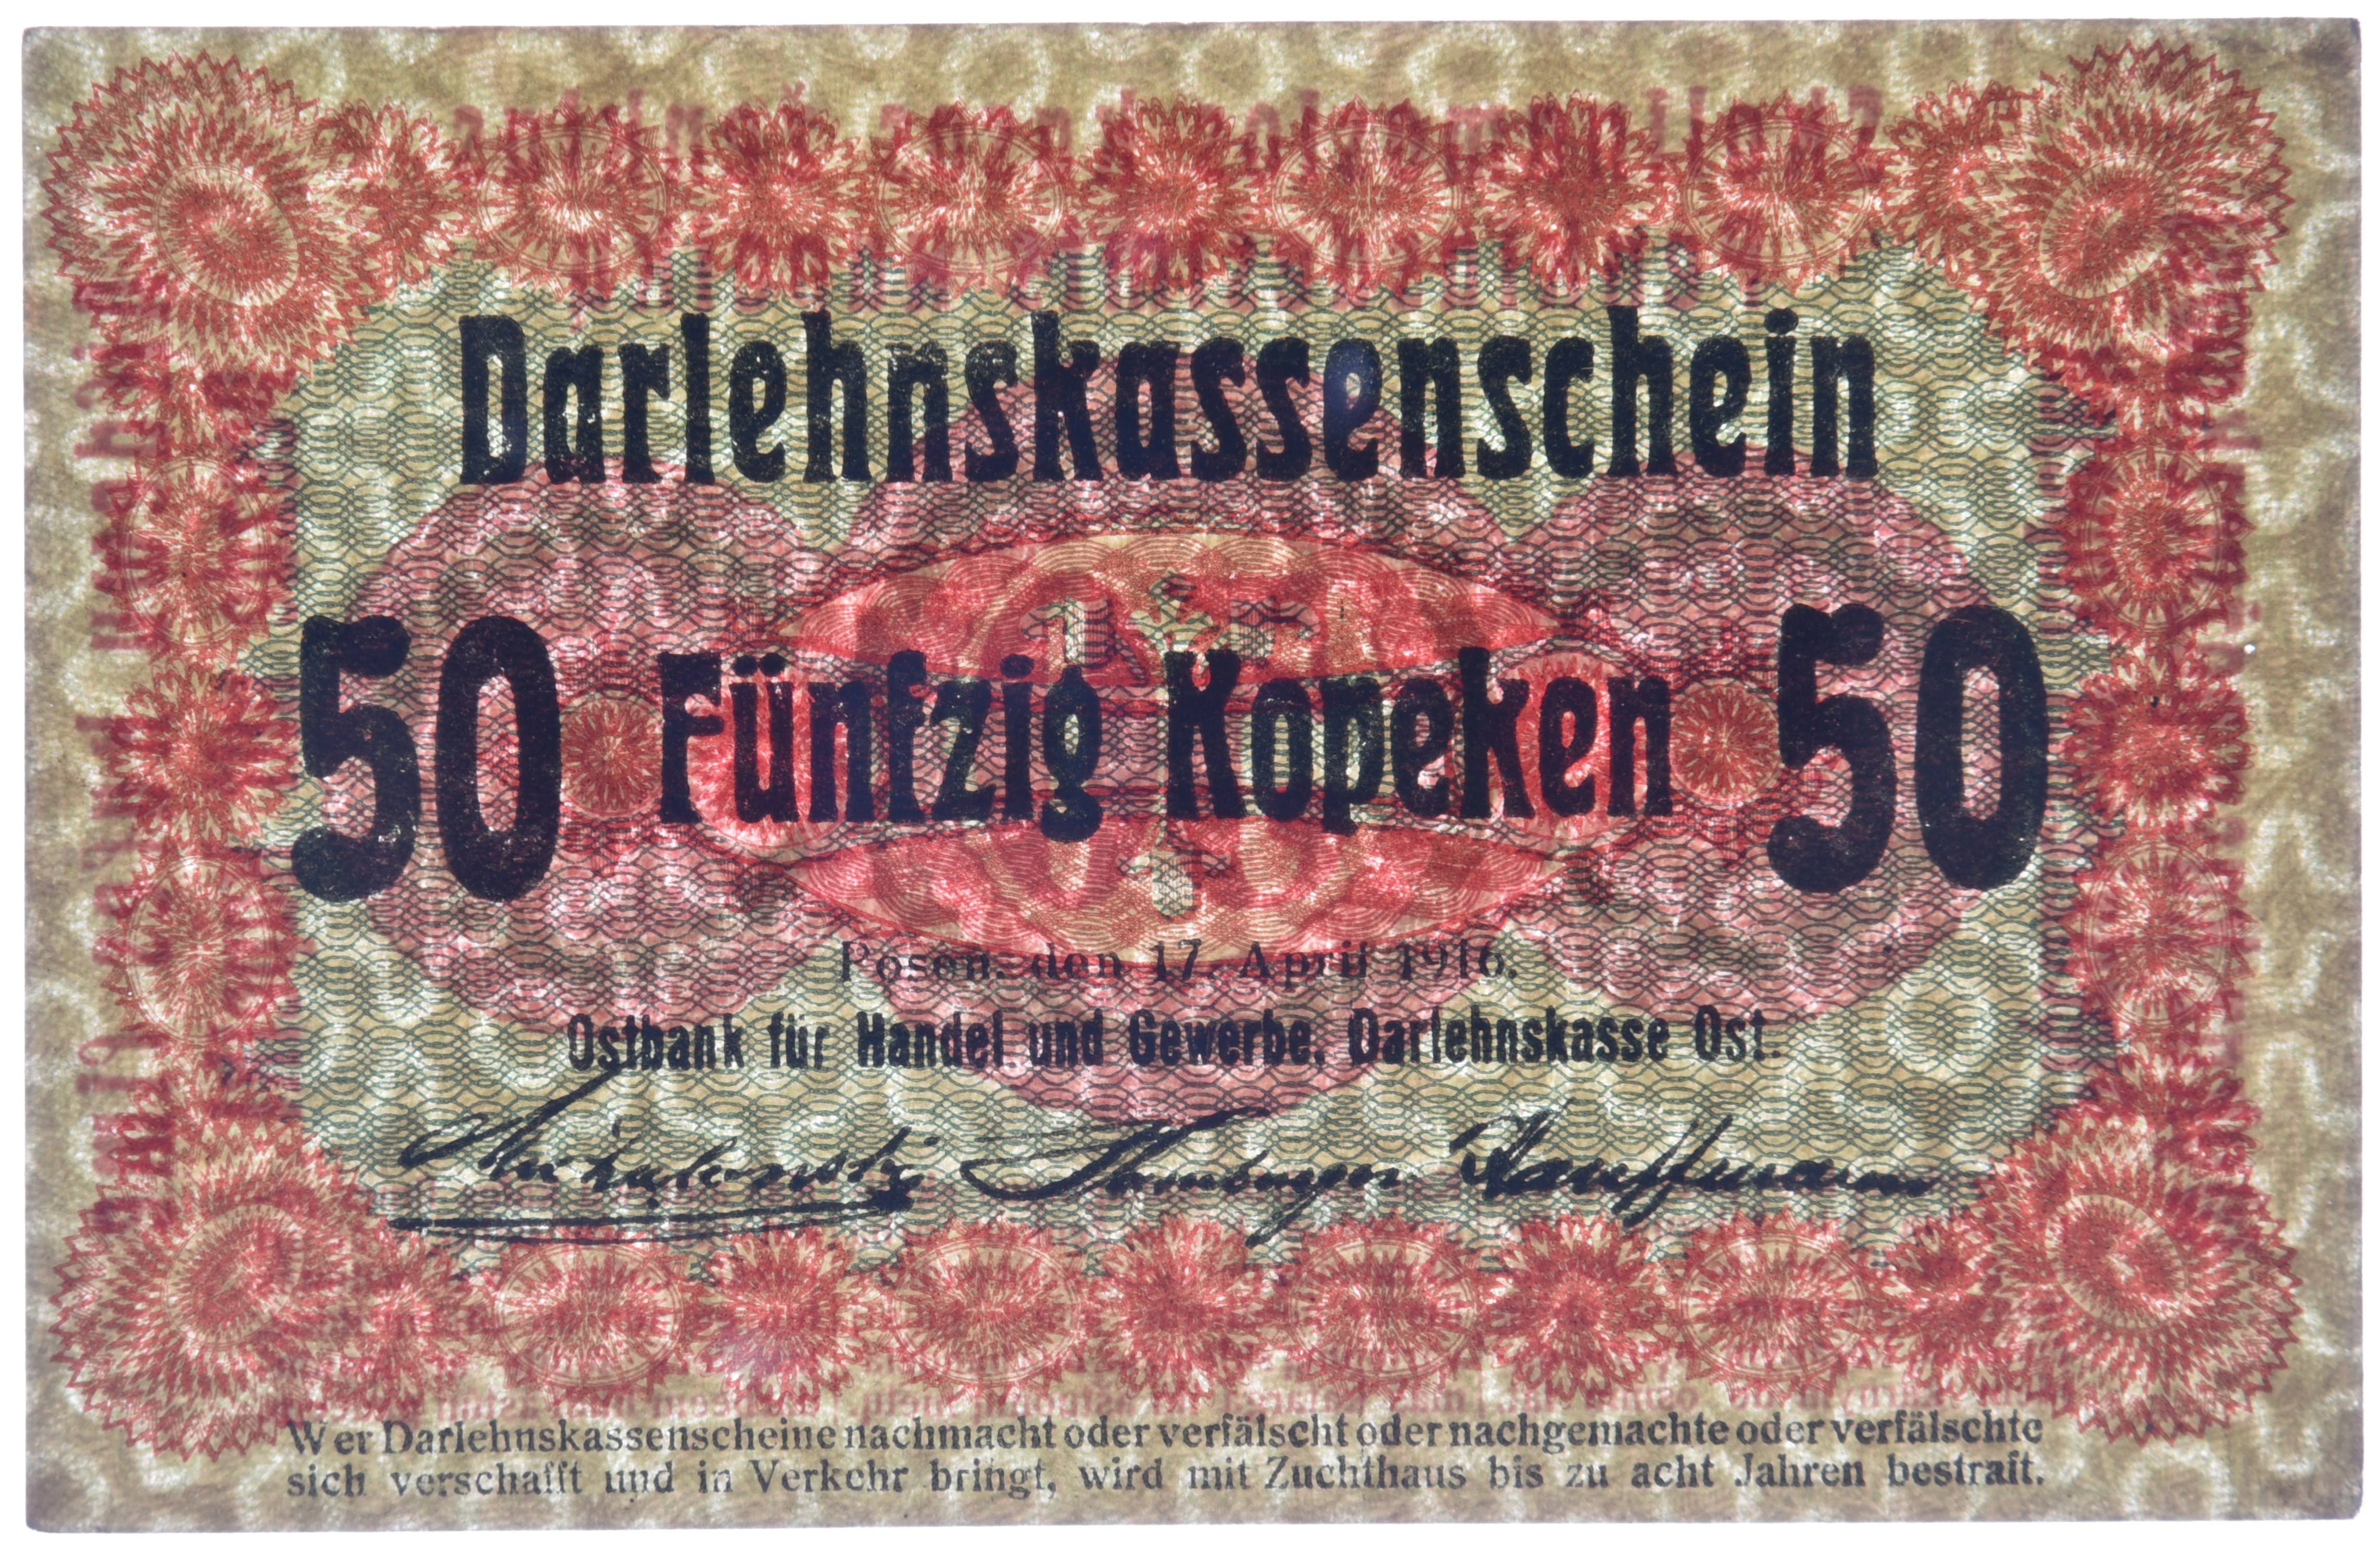 Darlehnskassenschein
50 Fünfzig Kopeken 50
Posen, den 17. April 1916.
Ostbank für Handel und Gewerbe, Darlehnskasse Ost.
Kauffmann
Wer Darlehnskassenscheine nachmacht oder verfälscht oder nachgemachte oder verfälschte
sich verschafft und in Verkehr bringt, wird mit Zuchthaus bis zu acht Jahren bestraft.